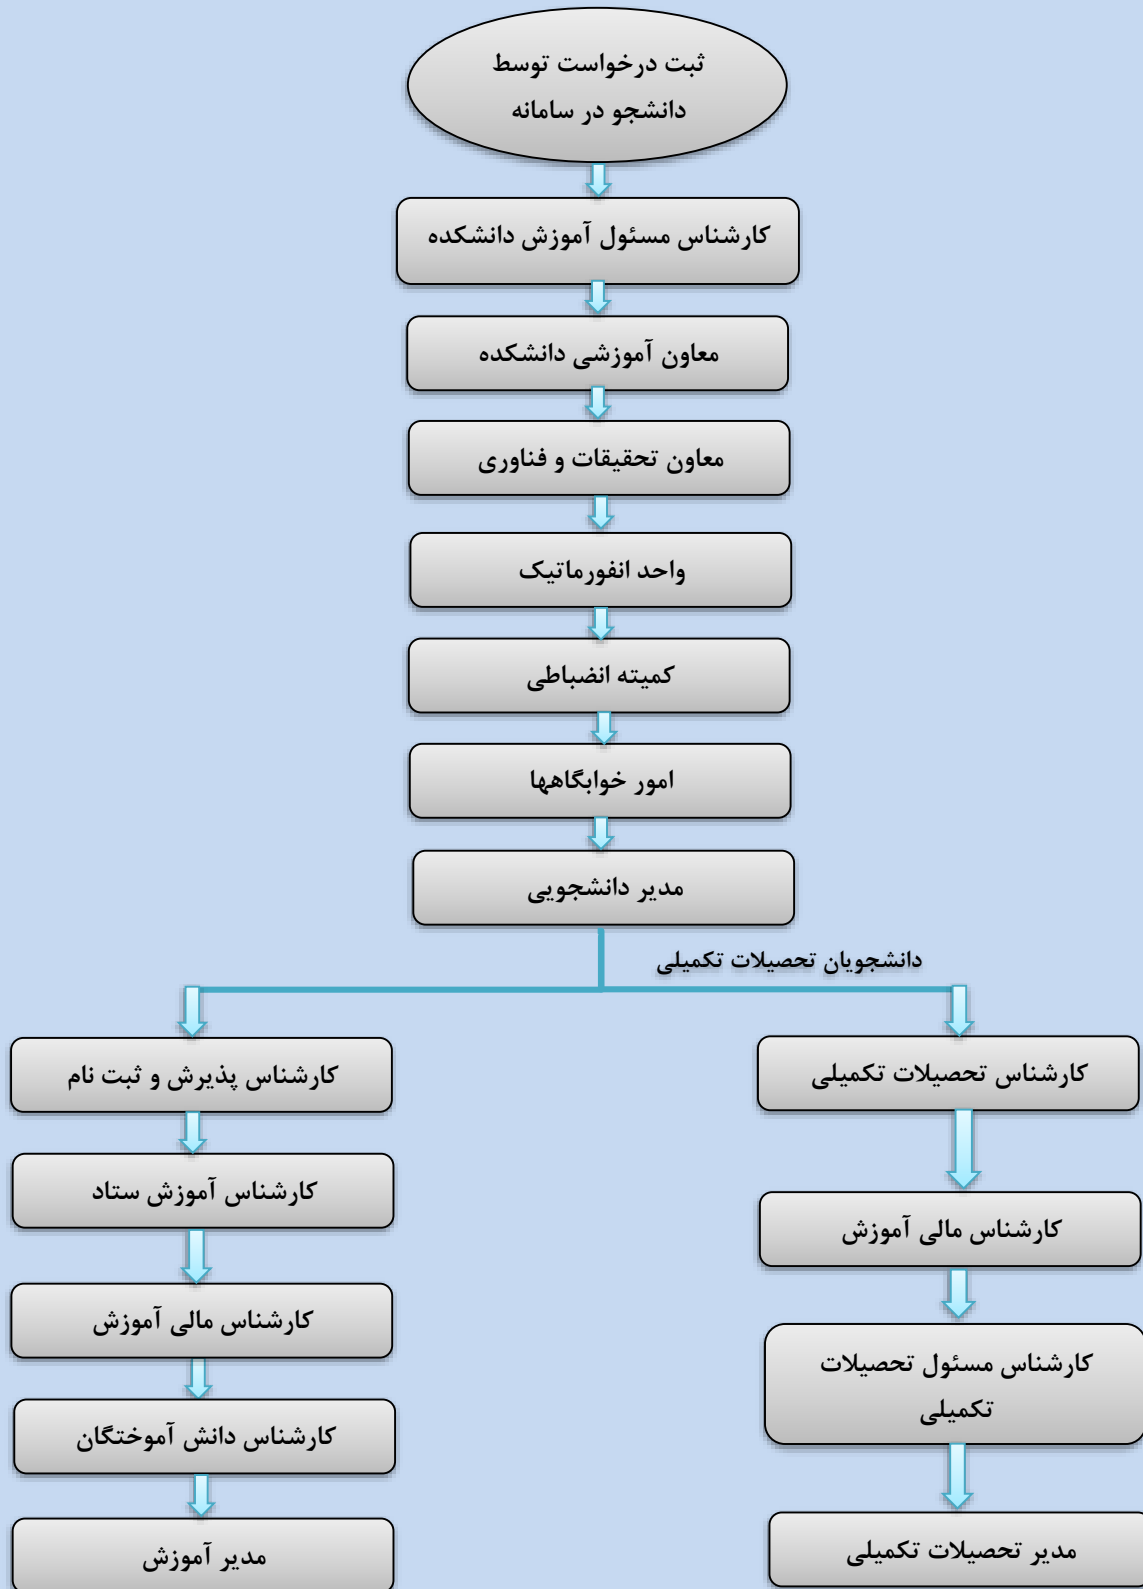 ثبت درخواست توسط
دانشجو در سامانه
کارشناس مسئول آموزش دانشکده
معاون آموزشی دانشکده
معاون تحقیقات و فناوری
واحد انفورماتیک
کمیته انضباطی
امور خوابگاهها
مدیر دانشجویی
دانشجویان تحصیلات تکمیلی
کارشناس تحصیلات تکمیلی
کارشناس مالی آموزش
کارشناس مسئول تحصیلات
تکمیلی
مدیر تحصیلات تکمیلی
کارشناس پذیرش و ثبت نام
کارشناس آموزش ستاد
کارشناس مالی آموزش
کارشناس دانش آموختگان
مدیر آموزش